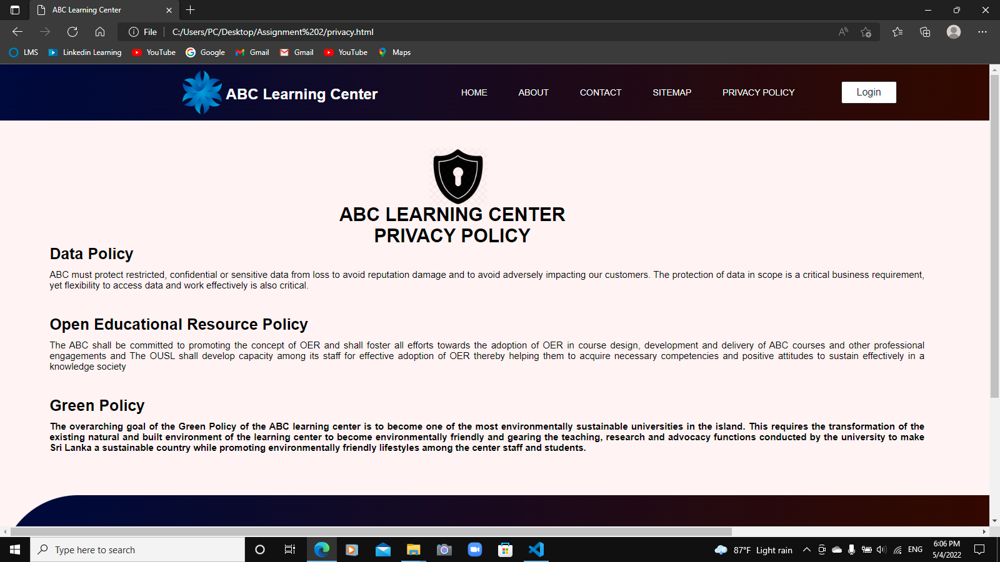 ABC Learning Center
File
C:/Users/PC/Desktop/Assignment%202/privacy.html
LMS
Linkedin Learning
YouTube
Google
Gmail
Gmail
YouTube
Maps
ABC Learning Center
HOME
ABOUT
CONTACT
SITEMAP
PRIVACY POLICY
Login
ABC LEARNING CENTER
PRIVACY POLICY
Data Policy
ABC must protect restricted, confidential or sensitive data from loss to avoid reputation damage and to avoid adversely impacting our customers. The protection of data in scope is a critical business requirement,
yet flexibility to access data and work effectively is also critical.
Open Educational Resource Policy
The ABC shall be committed to promoting the concept of OER and shall foster all efforts towards the adoption of OER in course design, development and delivery of ABC courses and other professional
engagements and The OUSL shall develop capacity among its staff for effective adoption of OER thereby helping them to acquire necessary competencies and positive attitudes to sustain effectively in a
knowledge society
Green Policy
The overarching goal of the Green Policy of the ABC learning center is to become one of the most environmentally sustainable universities in the island. This requires the transformation of the
existing natural and built environment of the learning center to become environmentally friendly and gearing the teaching, research and advocacy functions conducted by the university to make
Sri Lanka a sustainable country while promoting environmentally friendly lifestyles among the center staff and students.
Type here to search
87°F Light rain
ENG
6:06 PM
5/4/2022